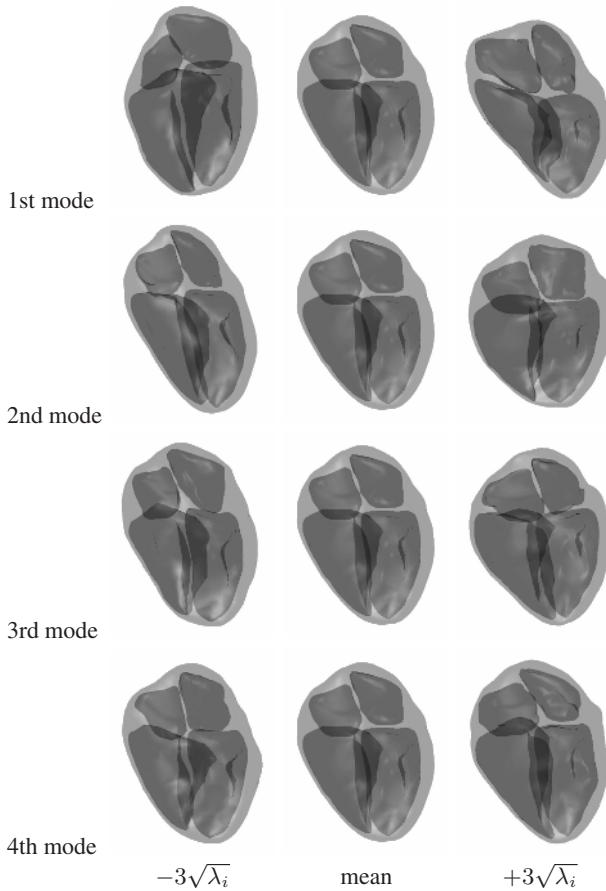 1st mode
2nd mode
3rd mode
4th mode
−3√λᵢ mean +3√λᵢ